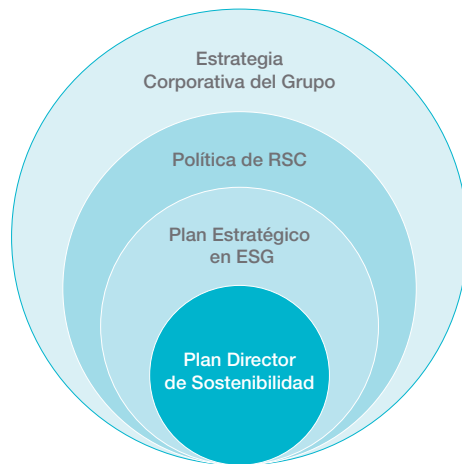 Estrategia
Corporativa del Grupo
Política de RSC
Plan Estratégico
en ESG
Plan Director
de Sostenibilidad